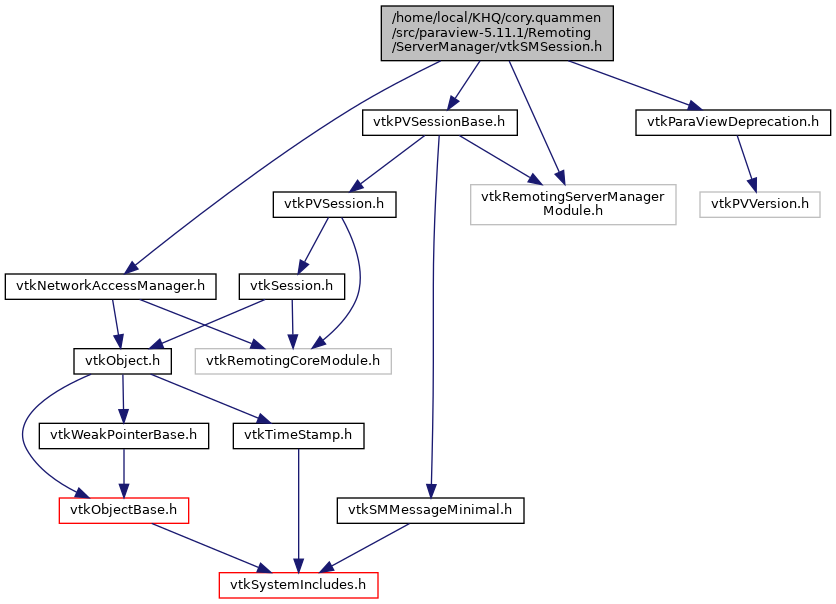 /home/local/KHQ/cory.quammen
/src/paraview-5.11.1/Remoting
/ServerManager/vtkSMSession.h
vtkPVSessionBase.h
vtkParaViewDeprecation.h
vtkPVSession.h
vtkRemotingServerManager
Module.h
vtkPVVersion.h
vtkNetworkAccessManager.h
vtkSession.h
vtkObject.h
vtkRemotingCoreModule.h
vtkWeakPointerBase.h
vtkTimeStamp.h
vtkObjectBase.h
vtkSMMessageMinimal.h
vtkSystemIncludes.h